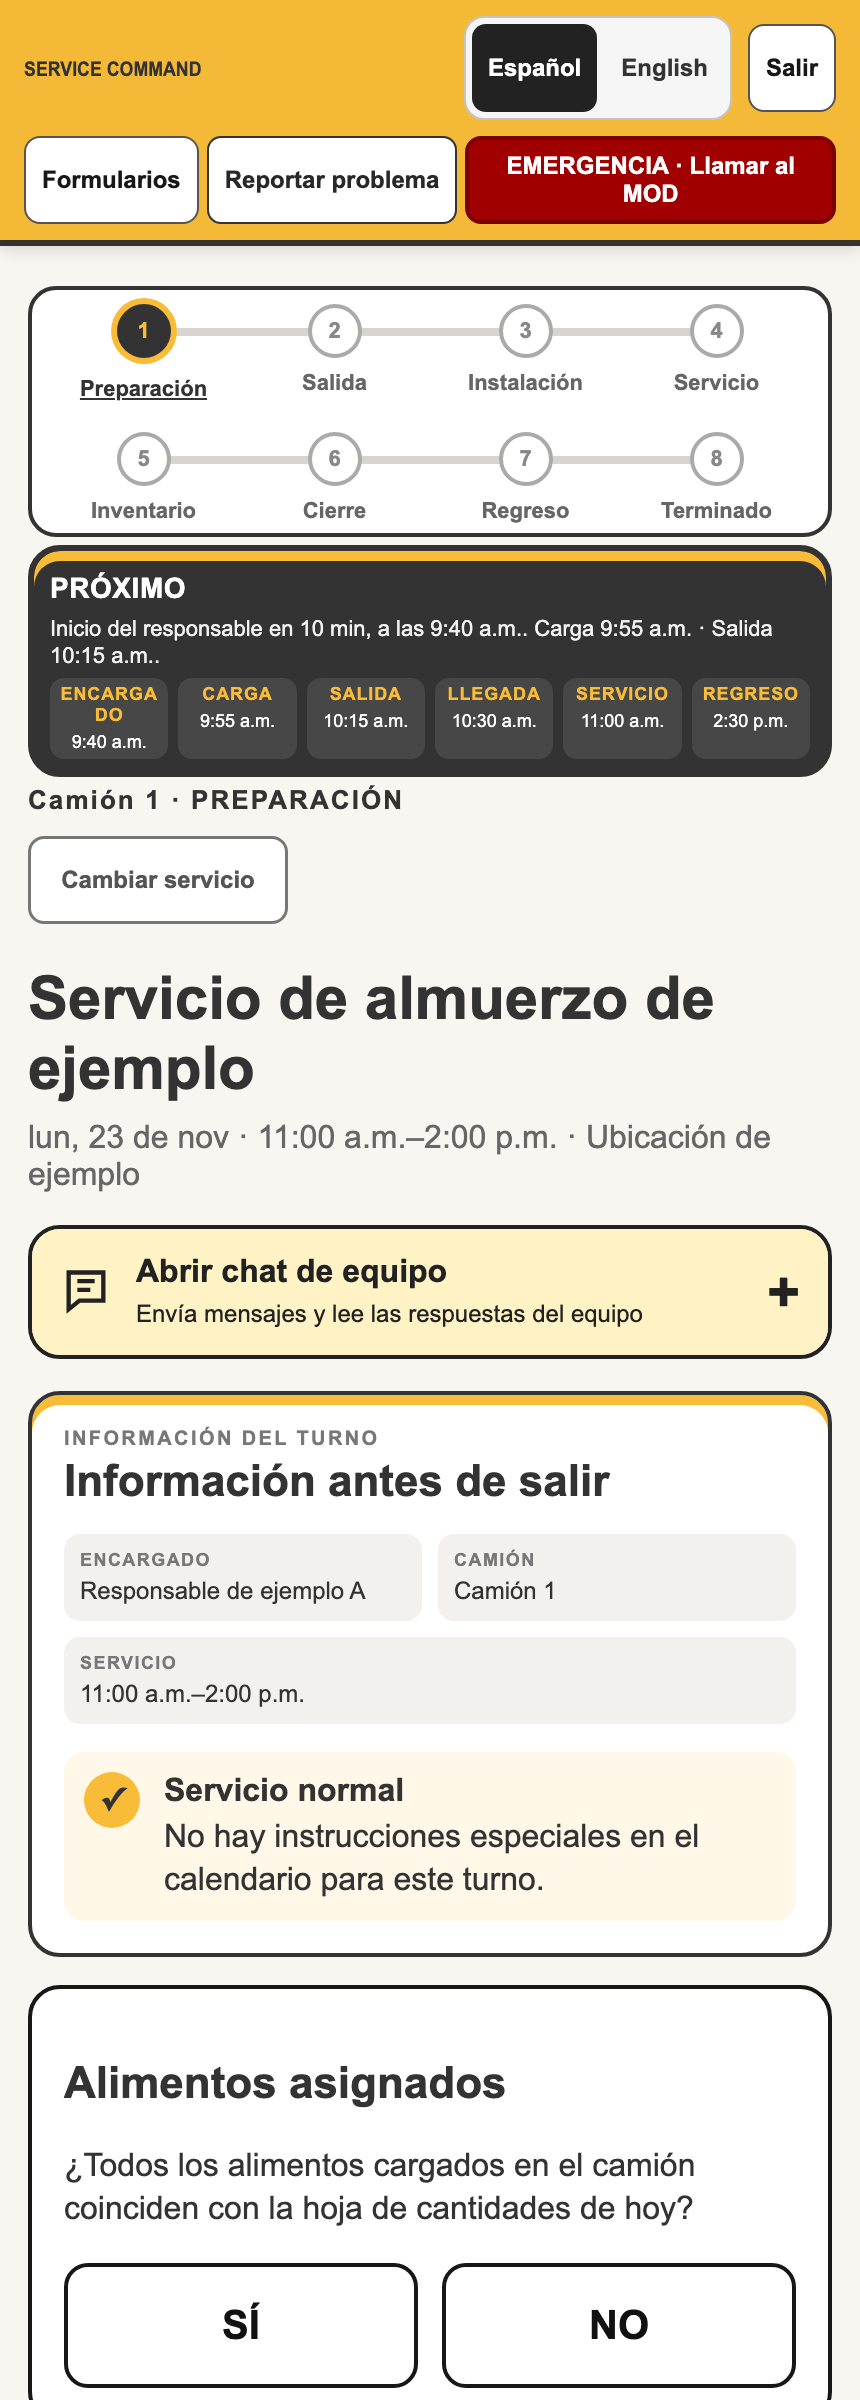 SERVICE COMMAND
Español
English
Salir
Formularios
Reportar problema
EMERGENCIA · Llamar al
MOD
1
2
3
4
Preparación
Salida
Instalación
Servicio
5
6
7
8
Inventario
Cierre
Regreso
Terminado
PRÓXIMO
Inicio del responsable en 10 min, a las 9:40 a.m.. Carga 9:55 a.m. · Salida
10:15 a.m..
ENCARGA
DO
9:40 a.m.
CARGA
9:55 a.m.
SALIDA
10:15 a.m.
LLEGADA
10:30 a.m.
SERVICIO
11:00 a.m.
REGRESO
2:30 p.m.
Camión 1 · PREPARACIÓN
Cambiar servicio
Servicio de almuerzo de
ejemplo
lun, 23 de nov · 11:00 a.m.–2:00 p.m. · Ubicación de
ejemplo
Abrir chat de equipo
Envía mensajes y lee las respuestas del equipo
INFORMACIÓN DEL TURNO
Información antes de salir
ENCARGADO
Responsable de ejemplo A
CAMIÓN
Camión 1
SERVICIO
11:00 a.m.–2:00 p.m.
Servicio normal
No hay instrucciones especiales en el
calendario para este turno.
Alimentos asignados
¿Todos los alimentos cargados en el camión
coinciden con la hoja de cantidades de hoy?
SÍ
NO